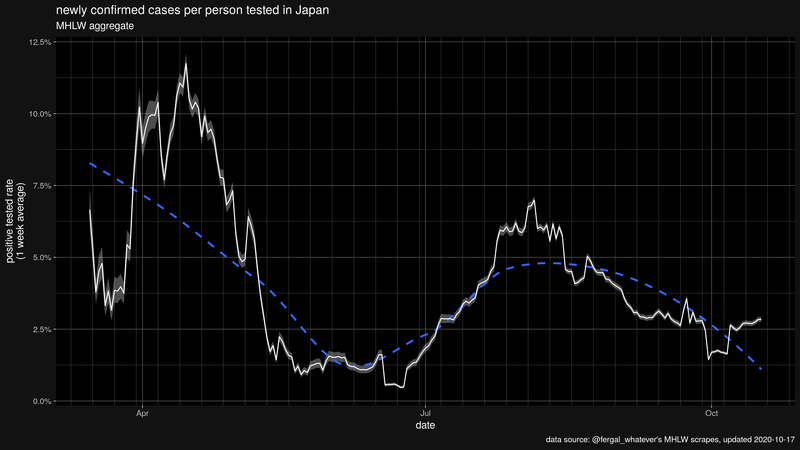 newly confirmed cases per person tested in Japan
MHLW aggregate
12.5%
10.0%
7.5%
5.0%
2.5%
0.0%
positive tested rate
(1 week average)
Apr
Jul
Oct
date
data source: @fergal_whatever's MHLW scrapes, updated 2020-10-17